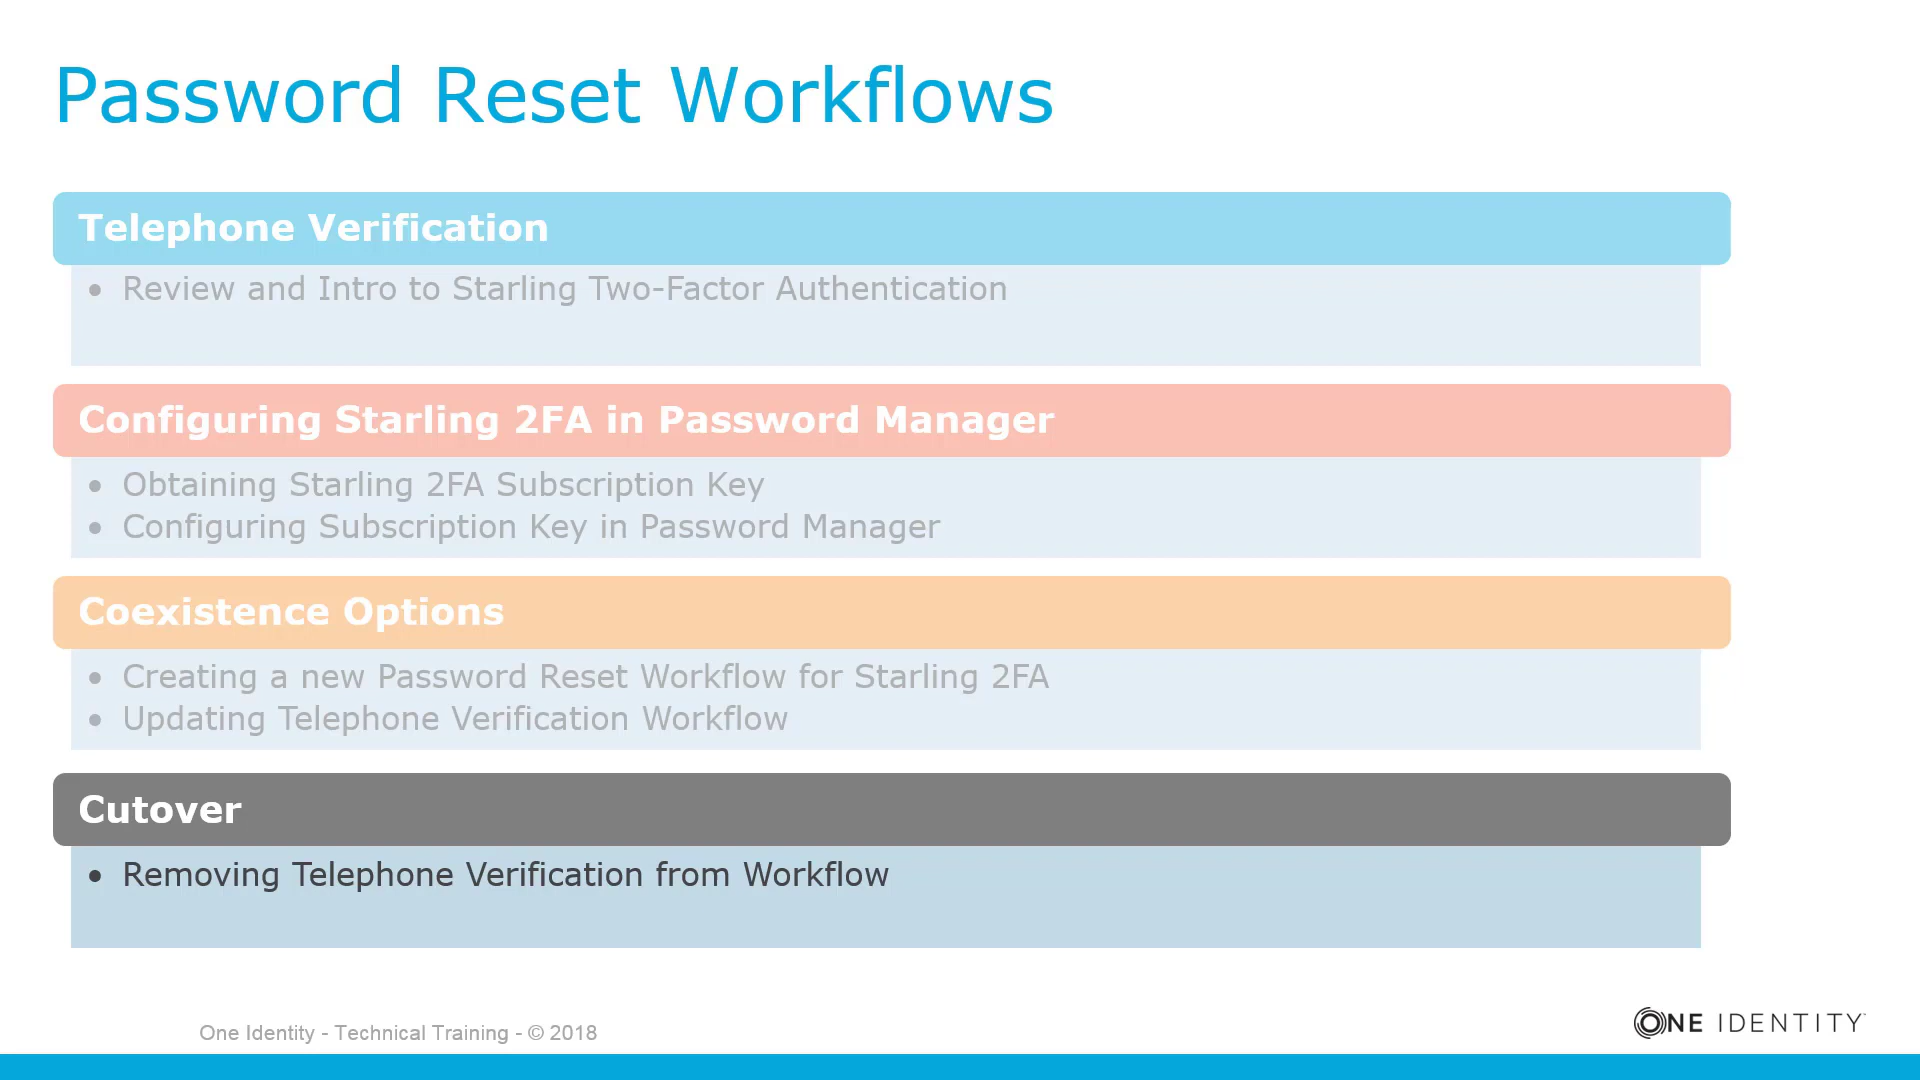 Password Reset Workflows
Telephone Verification
• Review and Intro to Starling Two-Factor Authentication
Configuring Starling 2FA in Password Manager
• Obtaining Starling 2FA Subscription Key
• Configuring Subscription Key in Password Manager
Coexistence Options
• Creating a new Password Reset Workflow for Starling 2FA
• Updating Telephone Verification Workflow
Cutover
• Removing Telephone Verification from Workflow
One Identity - Technical Training - © 2018
ONE IDENTITY